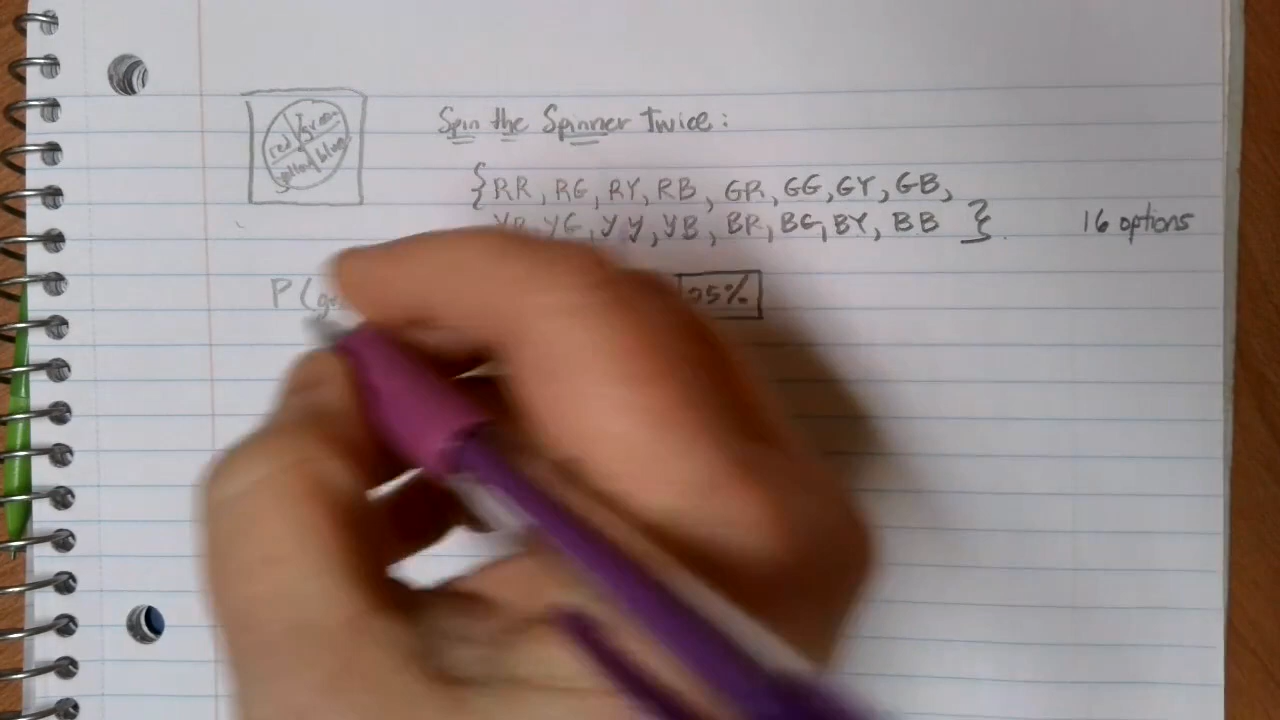 red green
yellow blue
Spin the Spinner Twice:
{RR, RG, RY, RB, GR, GG, GY, GB,
YR, YG, YY, YB, BR, BG, BY, BB }
16 options
P(gr
25%